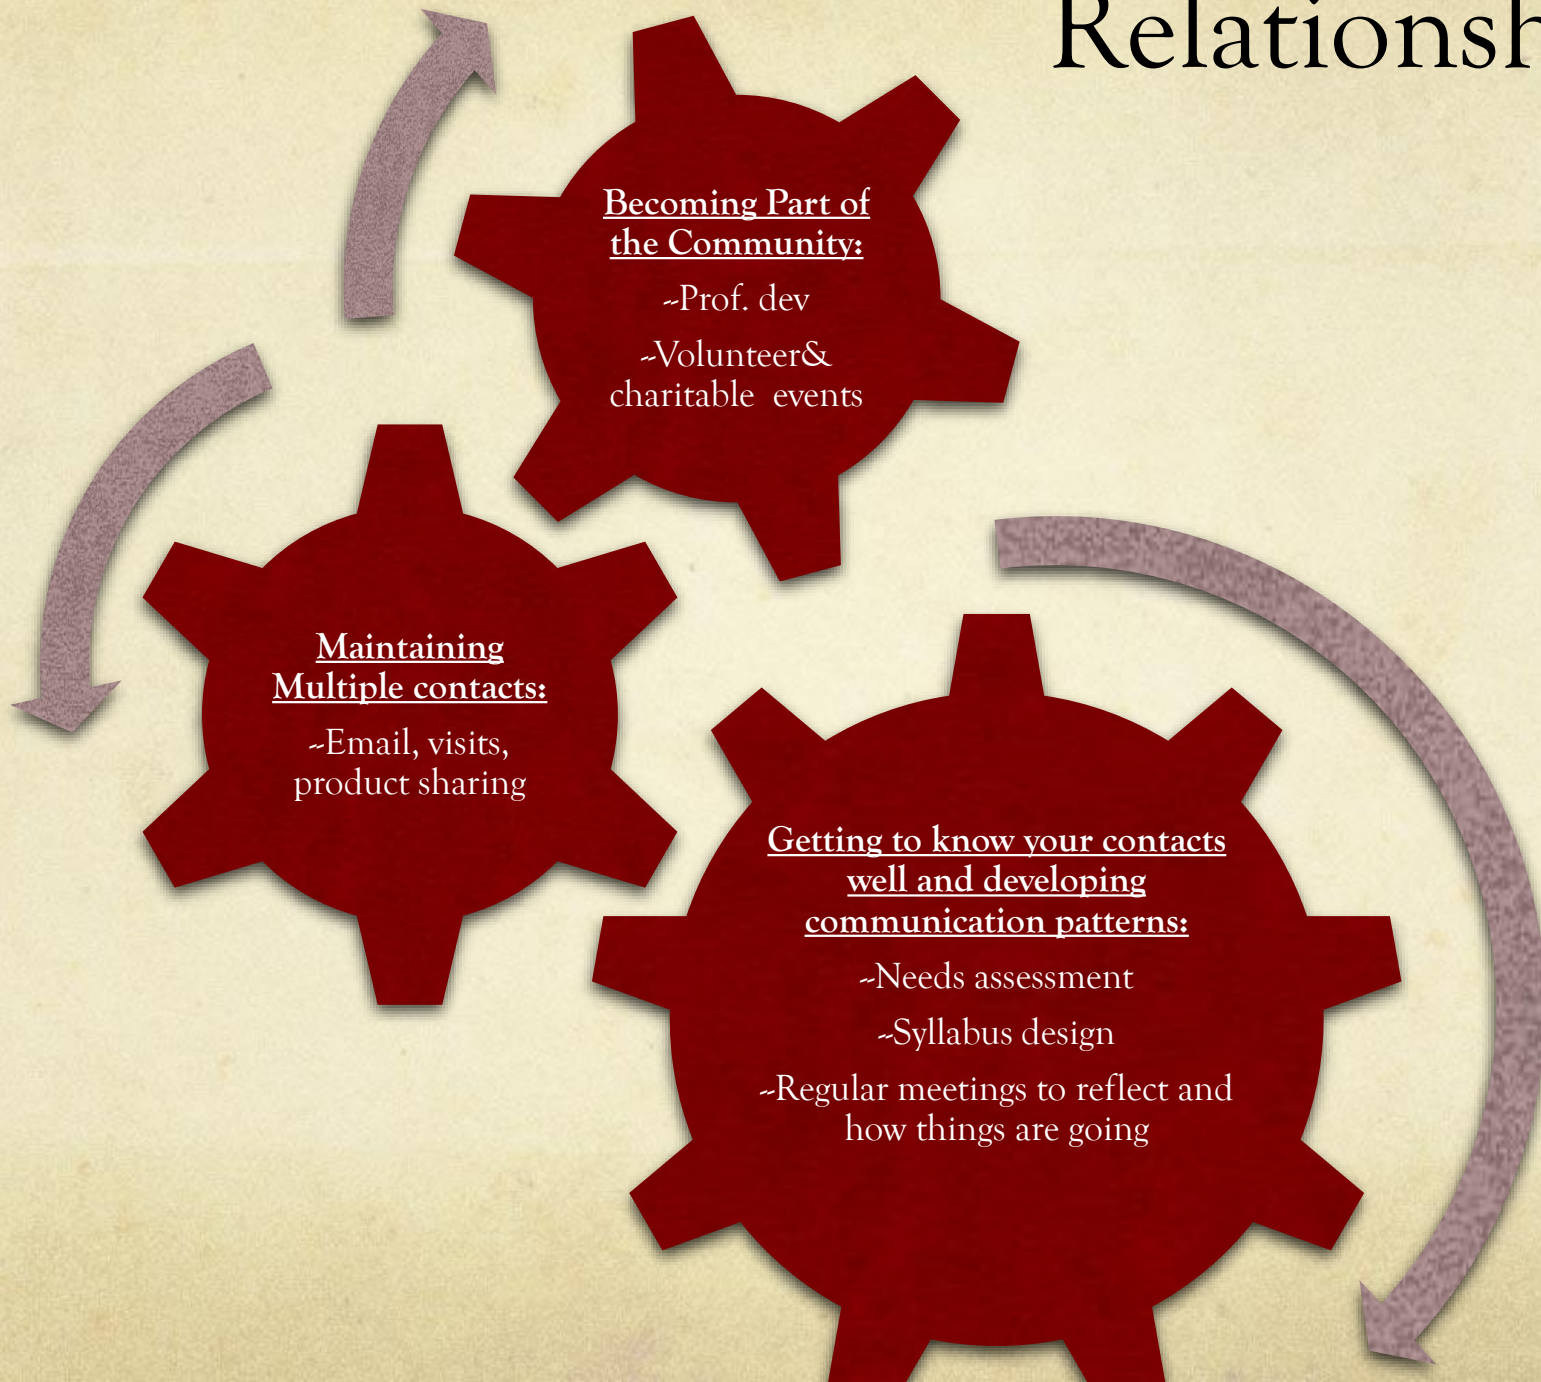 Becoming Part of
the Community:
~Prof. dev
~Volunteer&
charitable events
Maintaining
Multiple contacts:
~Email, visits,
product sharing
Getting to know your contacts
well and developing
communication patterns:
~Needs assessment
~Syllabus design
~Regular meetings to reflect and
how things are going